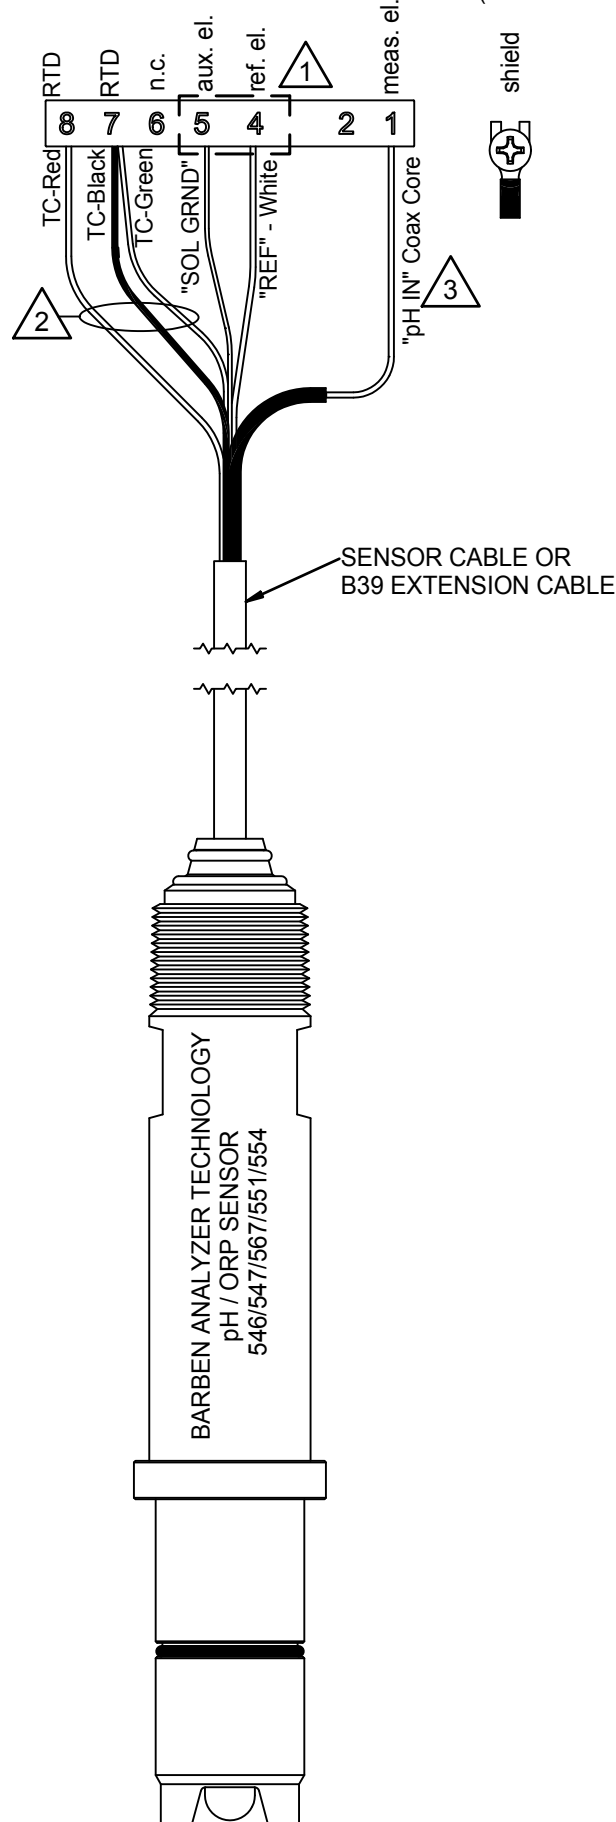 RTD
RTD
n.c.
aux. el.
ref. el.
1
meas. el.
shield
8 7 6 5 4 2 1
TC-Red
TC-Black
TC-Green
"SOL GRND"
"REF" - White
"pH IN" Coax Core
2
3
SENSOR CABLE OR
B39 EXTENSION CABLE
BARBEN ANALYZER TECHNOLOGY
pH / ORP SENSOR
546/547/567/551/554